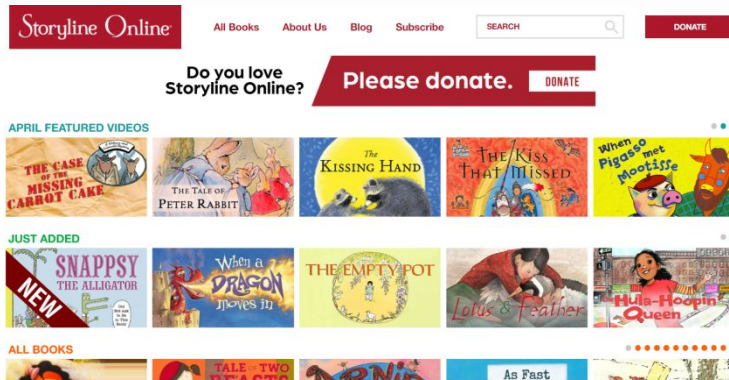 Storyline Online
All Books
About Us
Blog
Subscribe
SEARCH
DONATE
Do you love
Storyline Online?
Please donate.
DONATE
APRIL FEATURED VIDEOS
THE CASE
OF THE
MISSING
CARROT CAKE
THE TALE OF
PETER RABBIT
The
KISSING HAND
THE KISS
THAT MISSED
When
Pigasso met
Mootisse
JUST ADDED
NEW
SNAPPSY
THE ALLIGATOR
When a
DRAGON
moves in
THE EMPTY POT
Lotus & Feather
The Hula-Hoopin'
Queen
ALL BOOKS
TALE OF TWO
BEASTS
ARNIE
As Fast